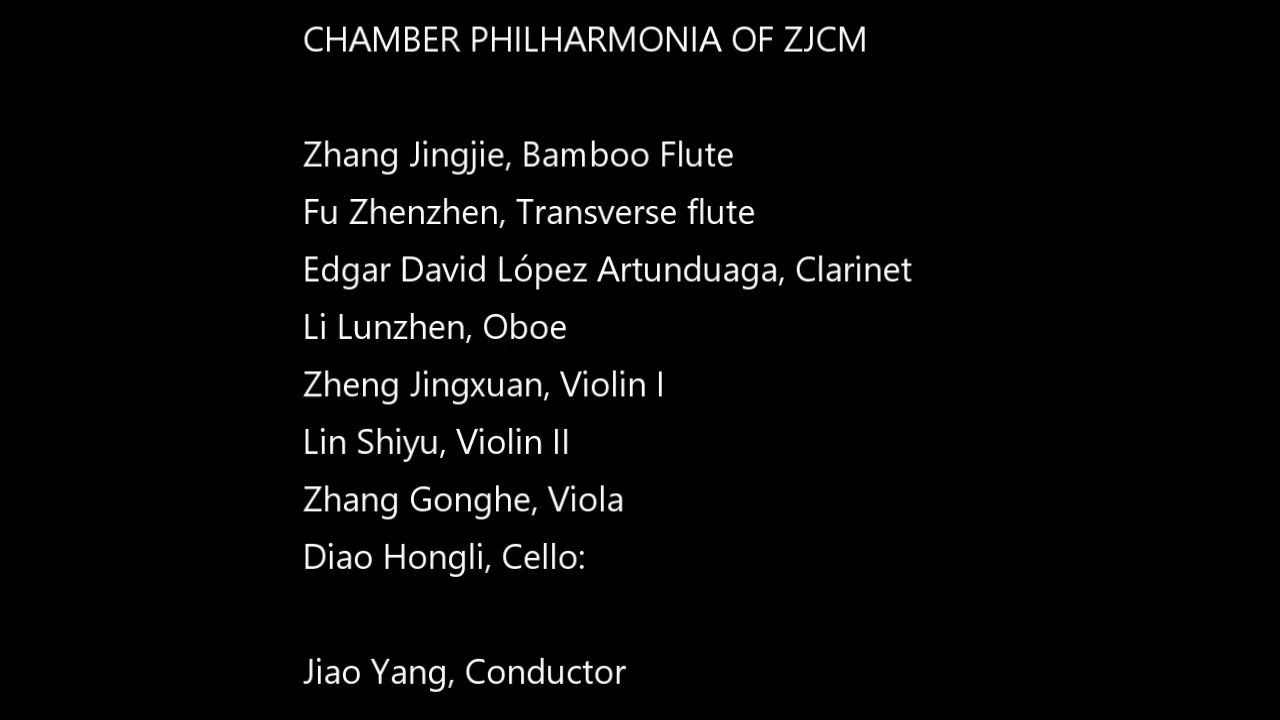 CHAMBER PHILHARMONIA OF ZJCM
Zhang Jingjie, Bamboo Flute
Fu Zhenzhen, Transverse flute
Edgar David López Artunduaga, Clarinet
Li Lunzhen, Oboe
Zheng Jingxuan, Violin I
Lin Shiyu, Violin II
Zhang Gonghe, Viola
Diao Hongli, Cello:
Jiao Yang, Conductor